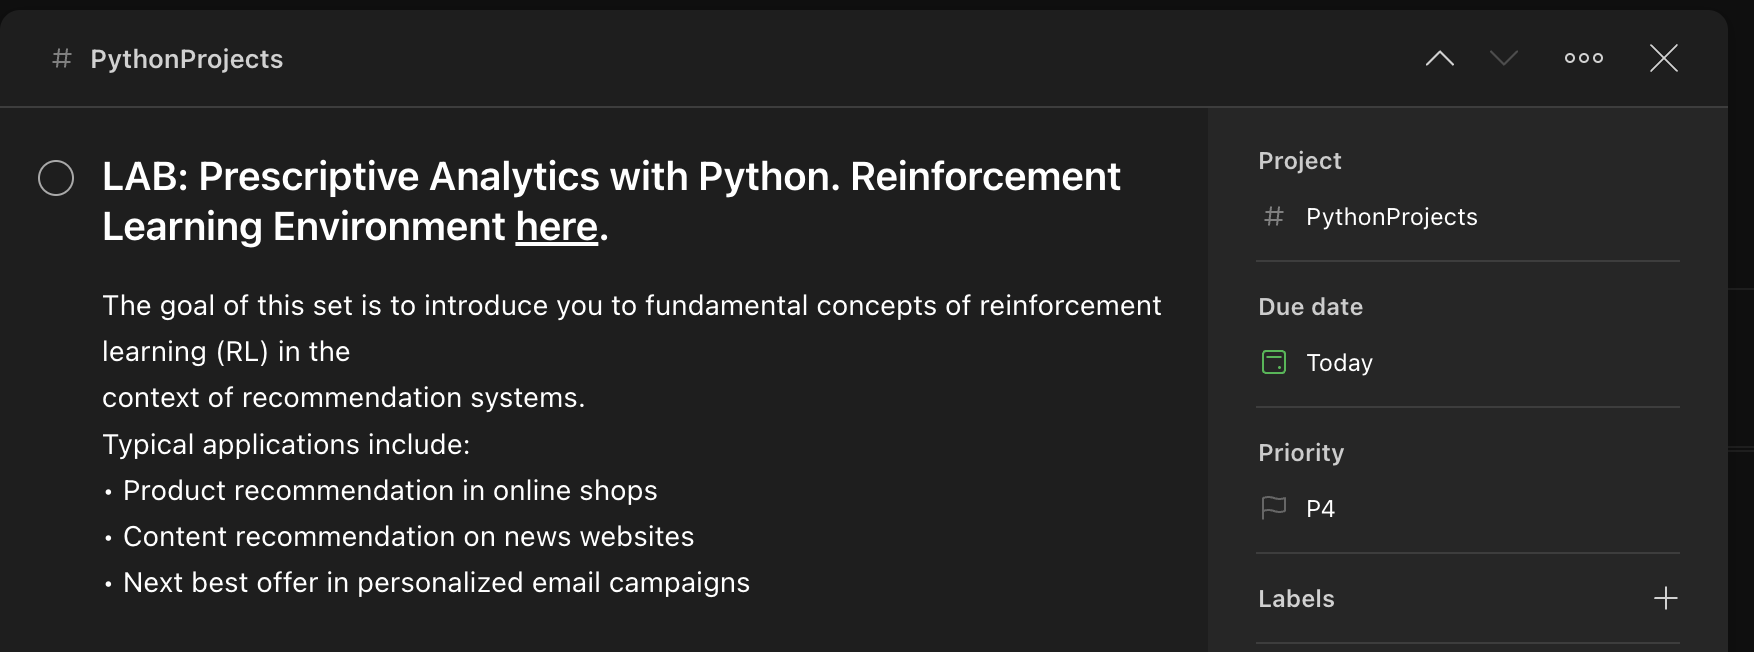 # PythonProjects
LAB: Prescriptive Analytics with Python. Reinforcement
Learning Environment here.
The goal of this set is to introduce you to fundamental concepts of reinforcement
learning (RL) in the
context of recommendation systems.
Typical applications include:
• Product recommendation in online shops
• Content recommendation on news websites
• Next best offer in personalized email campaigns
Project
# PythonProjects
Due date
Today
Priority
P4
Labels